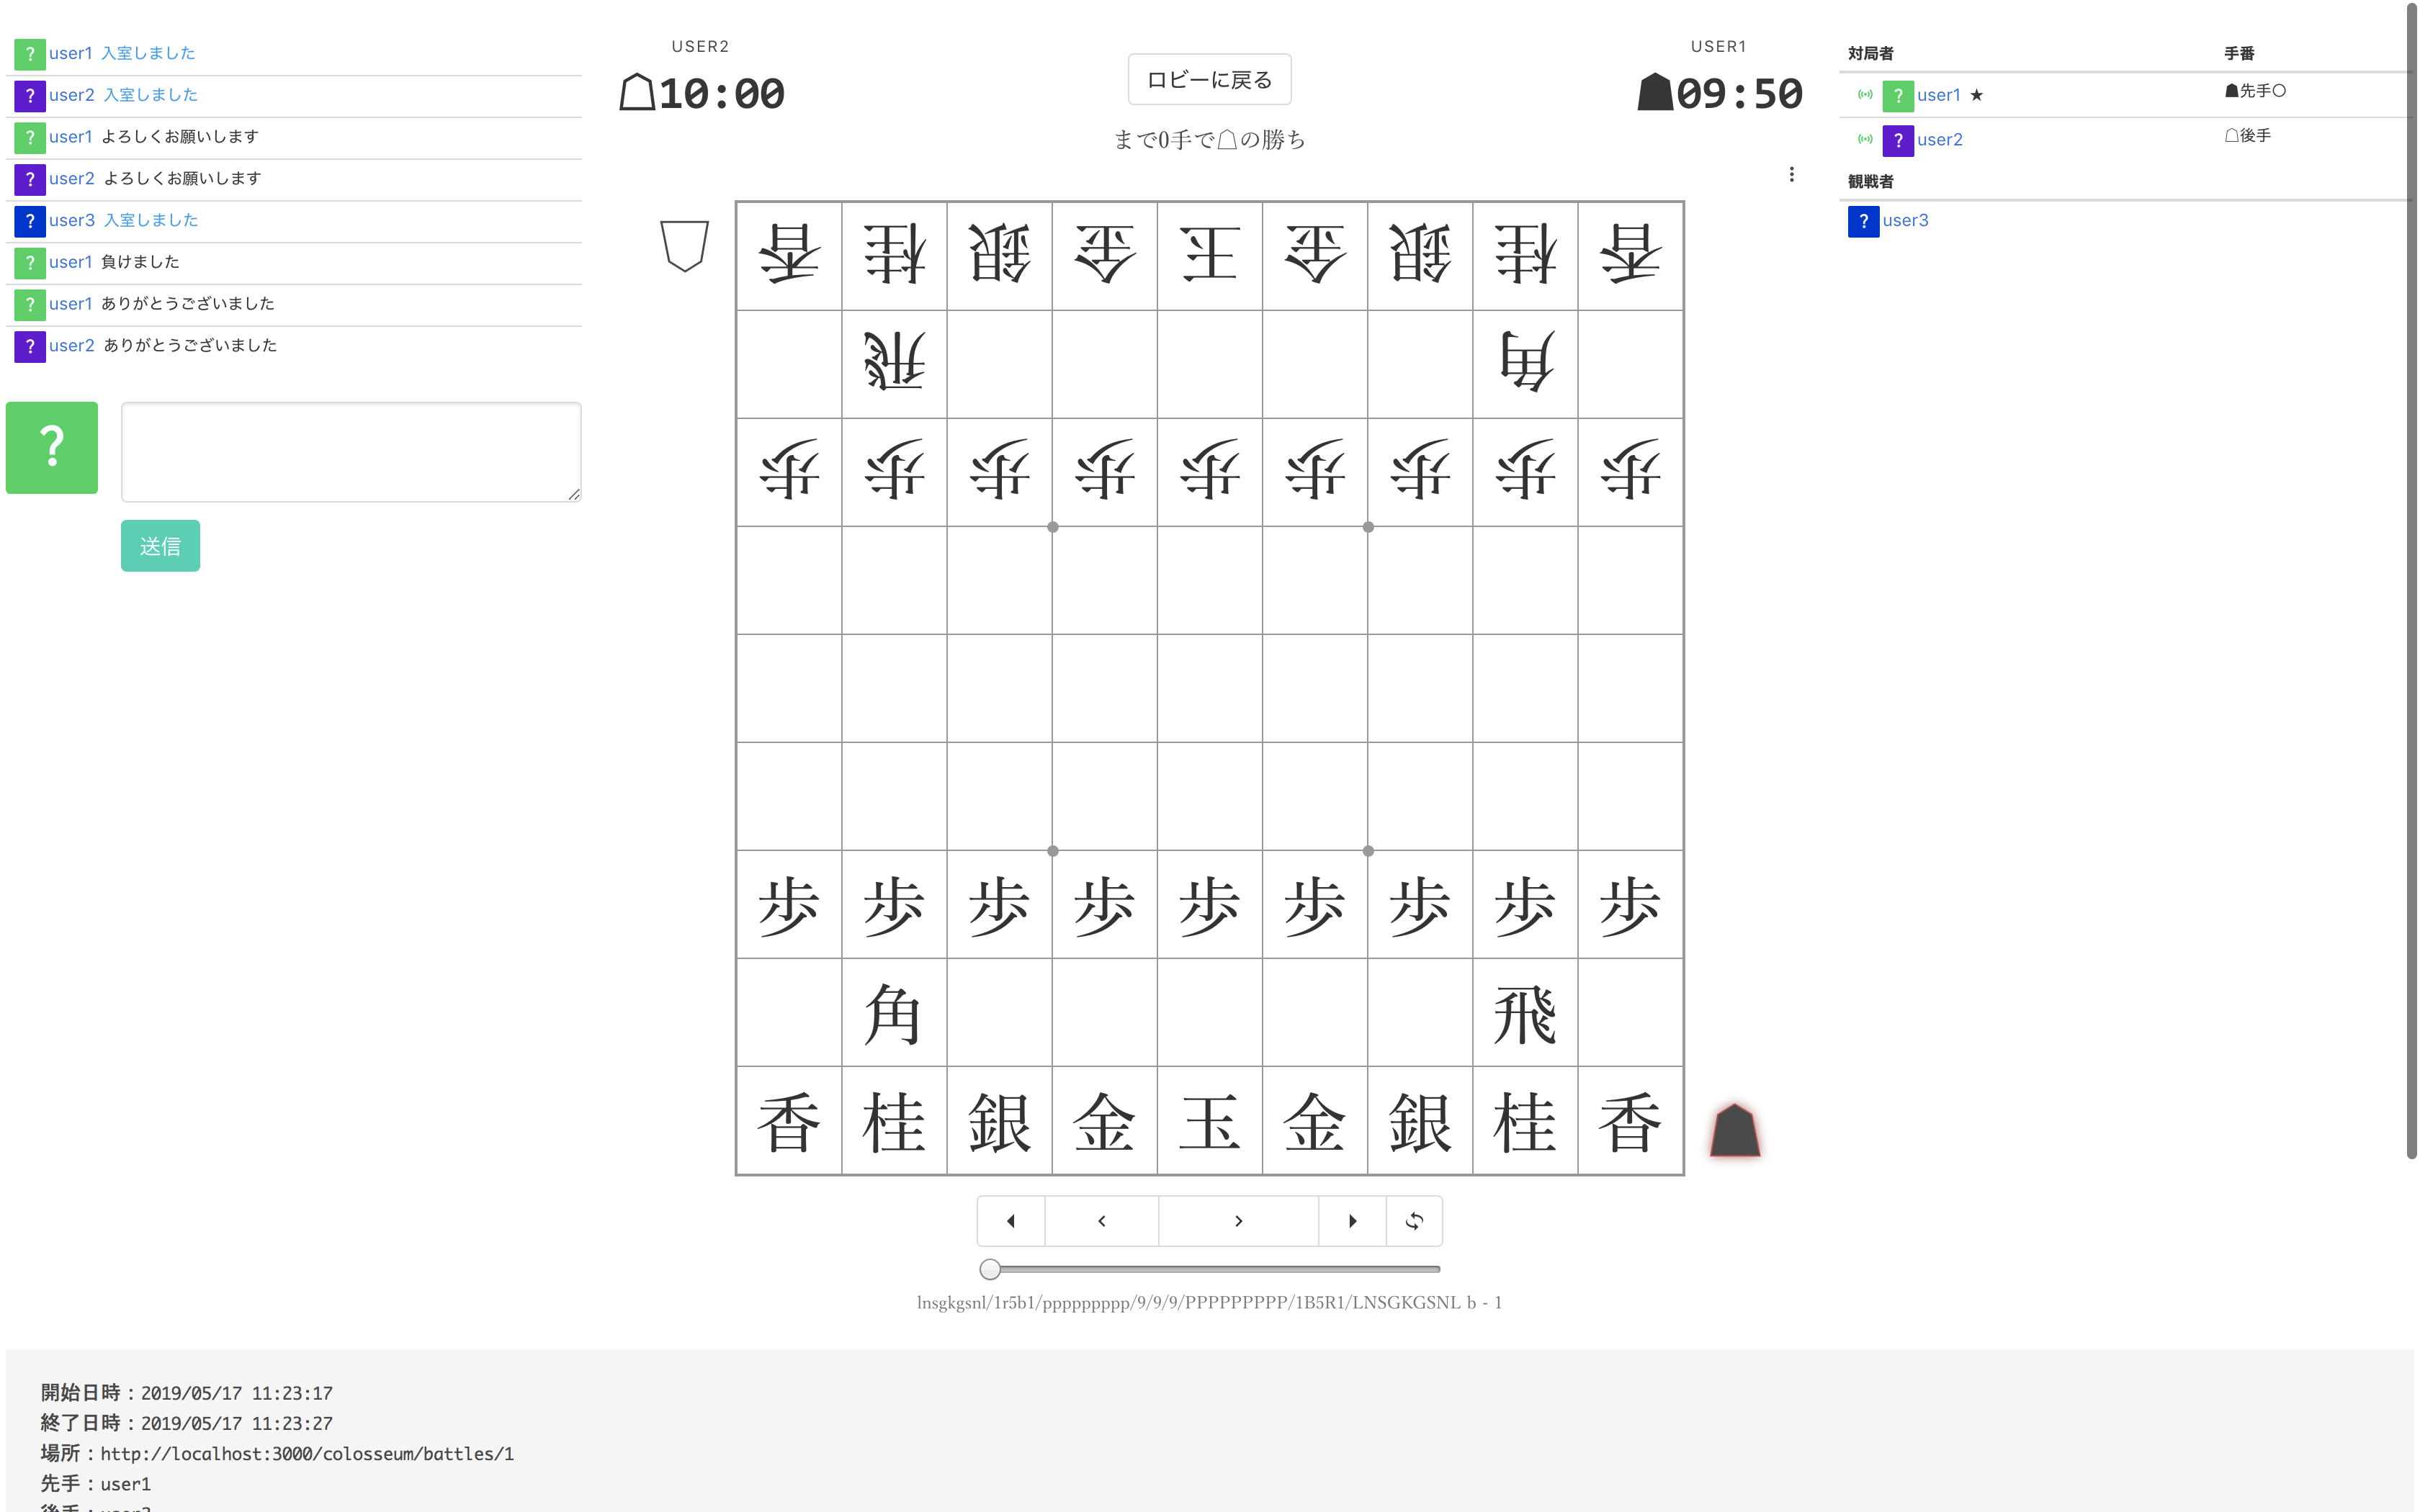 ? user1 入室しました
? user2 入室しました
? user1 よろしくお願いします
? user2 よろしくお願いします
? user3 入室しました
? user1 負けました
? user1 ありがとうございました
? user2 ありがとうございました
?
送信
USER2
☖10:00
ロビーに戻る
USER1
☗09:50
まで0手で☖の勝ち
香桂銀金王金銀桂香
飛角
歩歩歩歩歩歩歩歩歩
歩歩歩歩歩歩歩歩歩
角飛
香桂銀金玉金銀桂香
lnsgkgsnl/1r5b1/ppppppppp/9/9/9/PPPPPPPPP/1B5R1/LNSGKGSNL b - 1
対局者 手番
? user1 ★ ☗先手〇
? user2 ☖後手
観戦者
? user3
開始日時：2019/05/17 11:23:17
終了日時：2019/05/17 11:23:27
場所：http://localhost:3000/colosseum/battles/1
先手：user1